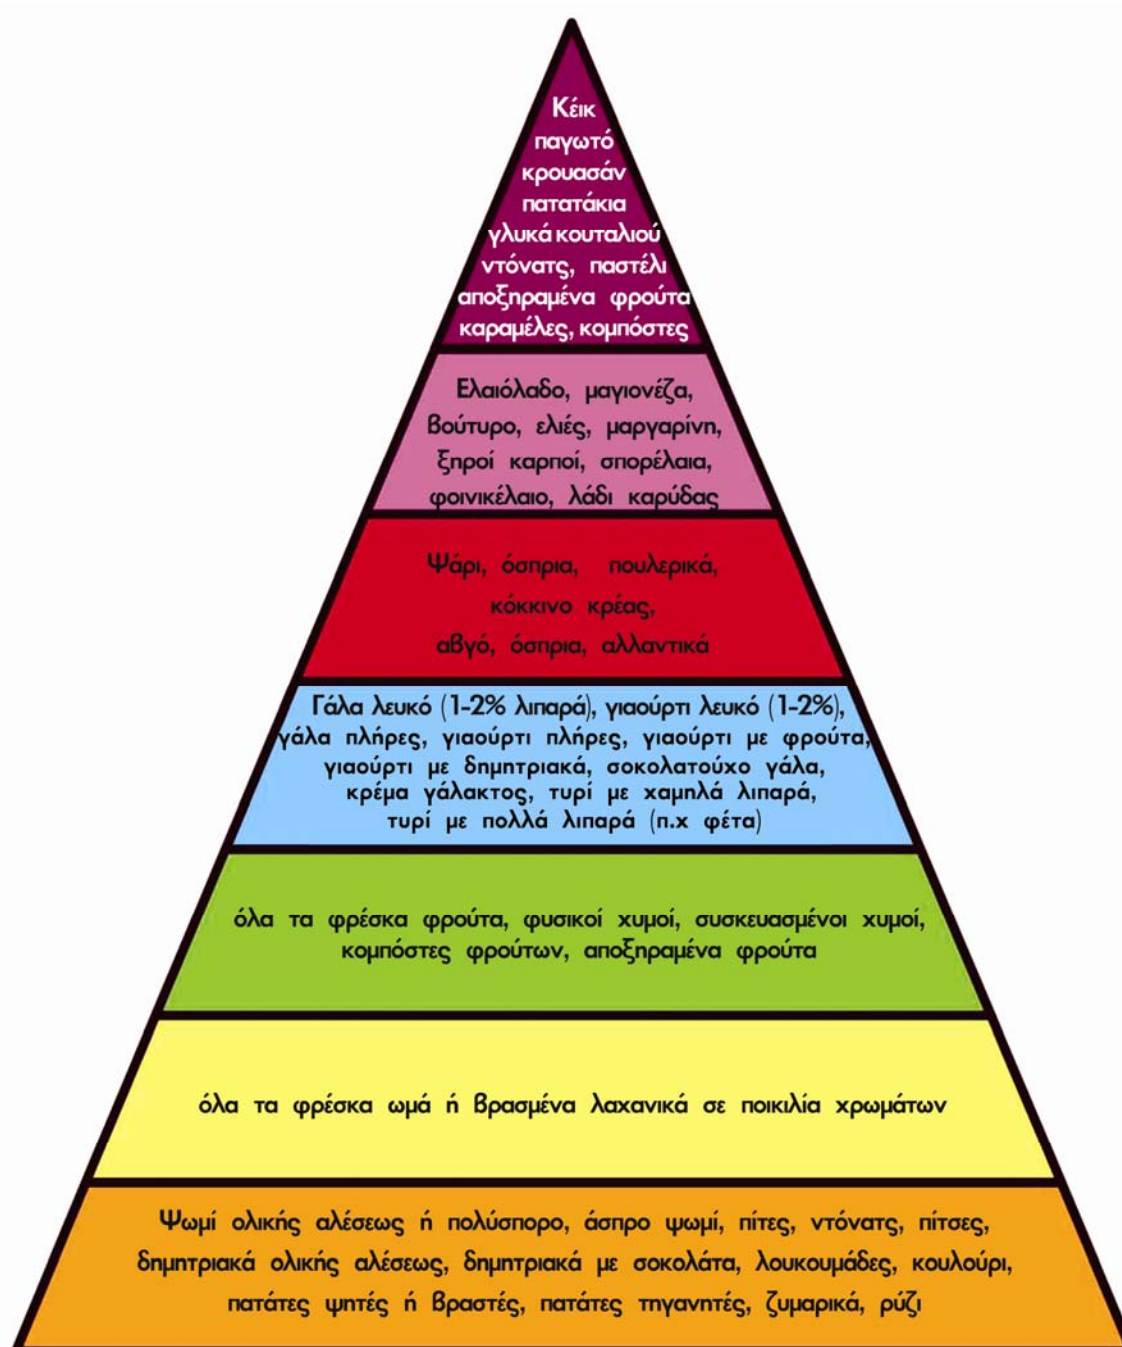 Κέικ
παγωτό
κρουασάν
πατατάκια
γλυκά κουταλιού
ντόνατς, παστέλι
αποξηραμένα φρούτα
καραμέλες, κομπόστες
Ελαιόλαδο, μαγιονέζα,
βούτυρο, ελιές, μαργαρίνη,
ξηροί καρποί, σπορέλαια,
φοινικέλαιο, λάδι καρύδας
Ψάρι, όσπρια, πουλερικά,
κόκκινο κρέας,
αβγό, όσπρια, αλλαντικά
Γάλα λευκό (1-2% λιπαρά), γιαούρτι λευκό (1-2%),
γάλα πλήρες, γιαούρτι πλήρες, γιαούρτι με φρούτα,
γιαούρτι με δημητριακά, σοκολατούχο γάλα,
κρέμα γάλακτος, τυρί με χαμηλά λιπαρά,
τυρί με πολλά λιπαρά (π.χ φέτα)
όλα τα φρέσκα φρούτα, φυσικοί χυμοί, συσκευασμένοι χυμοί,
κομπόστες φρούτων, αποξηραμένα φρούτα
όλα τα φρέσκα ωμά ή βρασμένα λαχανικά σε ποικιλία χρωμάτων
Ψωμί ολικής αλέσεως ή πολύσπορο, άσπρο ψωμί, πίτες, ντόνατς, πίτσες,
δημητριακά ολικής αλέσεως, δημητριακά με σοκολάτα, λουκουμάδες, κουλούρι,
πατάτες ψητές ή βραστές, πατάτες τηγανητές, ζυμαρικά, ρύζι